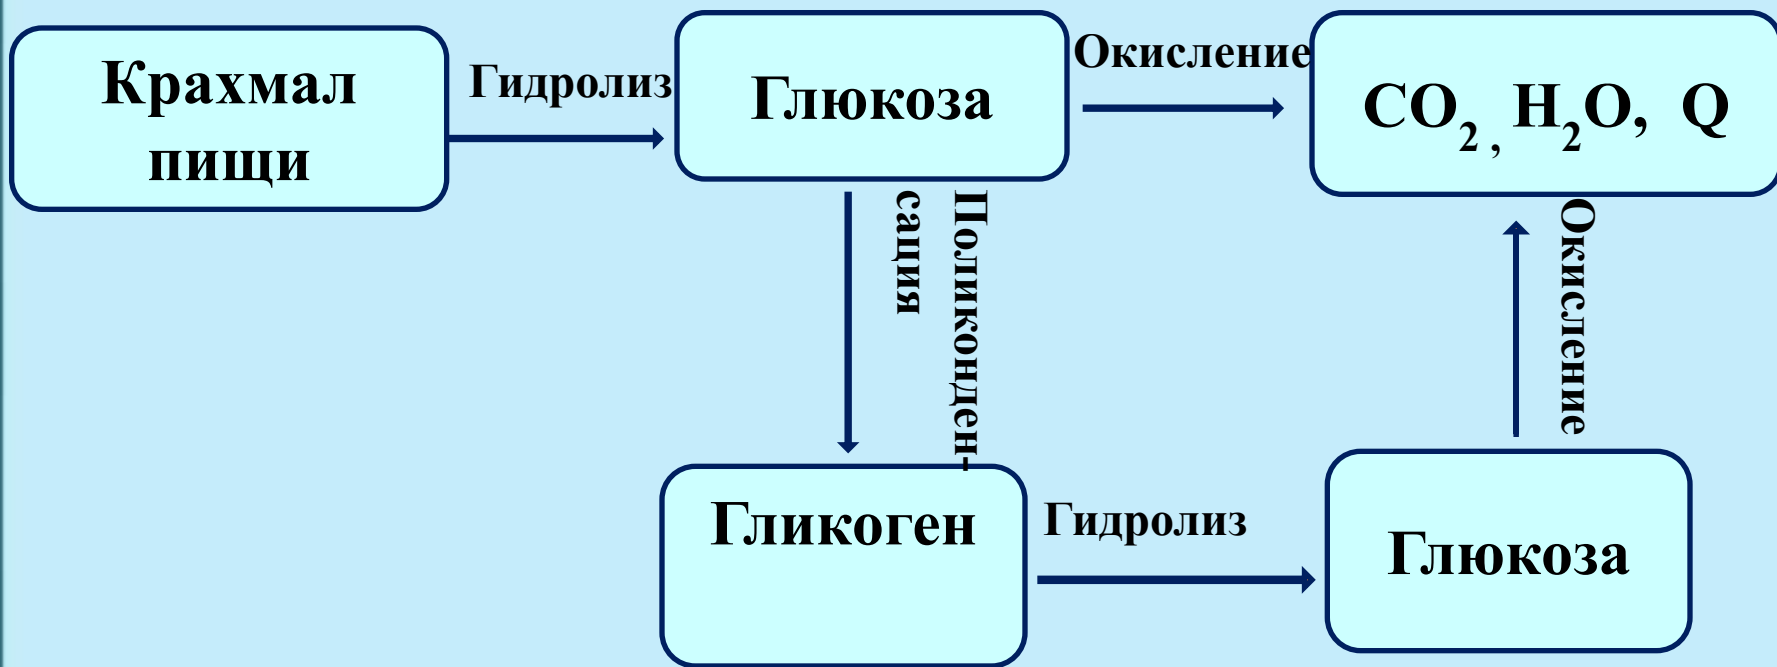 Крахмал
пищи
Гидролиз
Глюкоза
Окисление
CO₂, H₂O, Q
Поликонден-
сация
Окисление
Гликоген
Гидролиз
Глюкоза